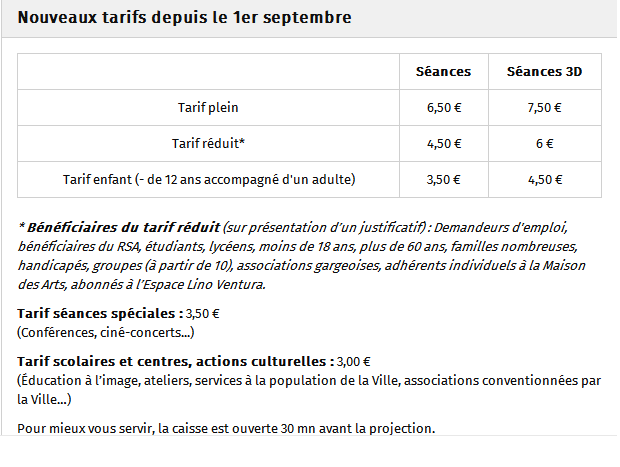 Nouveaux tarifs depuis le 1er septembre
Séances Séances 3D
Tarif plein 6,50 € 7,50 €
Tarif réduit* 4,50 € 6 €
Tarif enfant (- de 12 ans accompagné d'un adulte) 3,50 € 4,50 €
* Bénéficiaires du tarif réduit (sur présentation d'un justificatif) : Demandeurs d'emploi,
bénéficiaires du RSA, étudiants, lycéens, moins de 18 ans, plus de 60 ans, familles nombreuses,
handicapés, groupes (à partir de 10), associations gargeoises, adhérents individuels à la Maison
des Arts, abonnés à l'Espace Lino Ventura.
Tarif séances spéciales : 3,50 €
(Conférences, ciné-concerts...)
Tarif scolaires et centres, actions culturelles : 3,00 €
(Éducation à l'image, ateliers, services à la population de la Ville, associations conventionnées par
la Ville...)
Pour mieux vous servir, la caisse est ouverte 30 mn avant la projection.